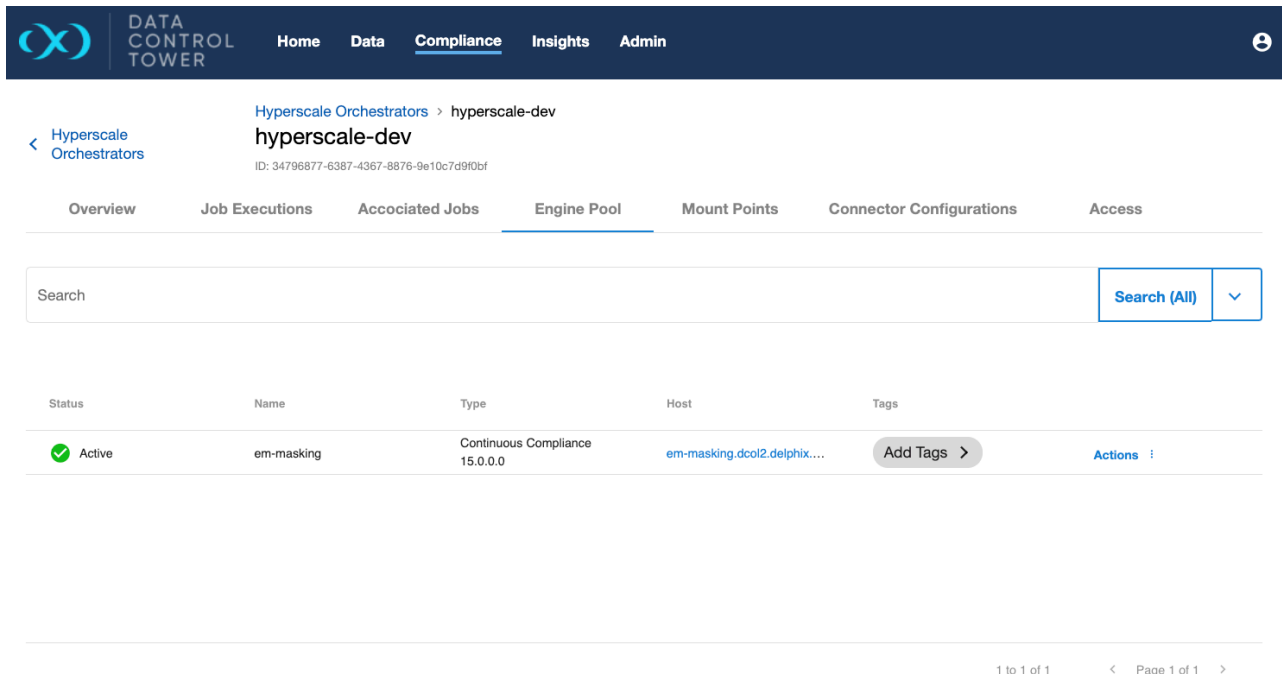 DATA
CONTROL
TOWER
Home Data Compliance Insights Admin
Hyperscale Orchestrators
Hyperscale Orchestrators > hyperscale-dev
hyperscale-dev
ID: 34796877-6387-4367-8876-9e10c7d9f0bf
Overview Job Executions Accociated Jobs Engine Pool Mount Points Connector Configurations Access
Search Search (All)
Status Name Type Host Tags
Active em-masking Continuous Compliance 15.0.0.0 em-masking.dcol2.delphix.... Add Tags Actions
1 to 1 of 1 Page 1 of 1